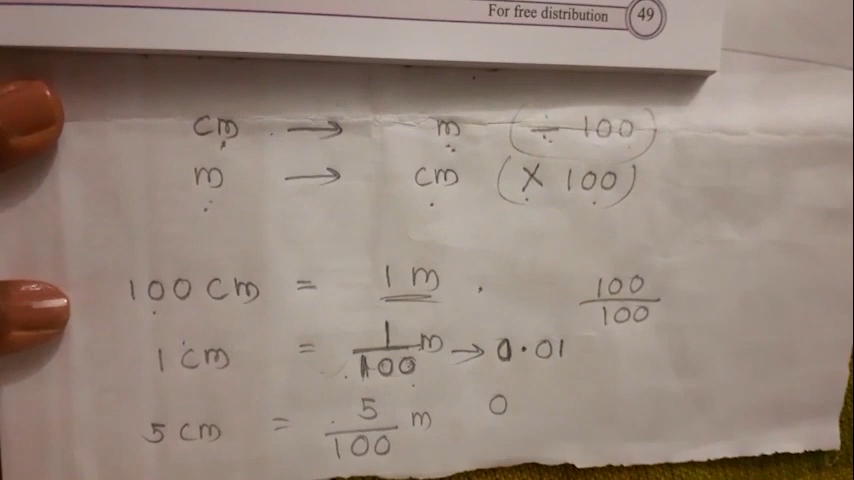 For free distribution 49
cm → m (÷ 100)
m → cm (× 100)
100 cm = 1 m . 100/100
1 cm = 1/100 m → 0.01
5 cm = 5/100 m 0